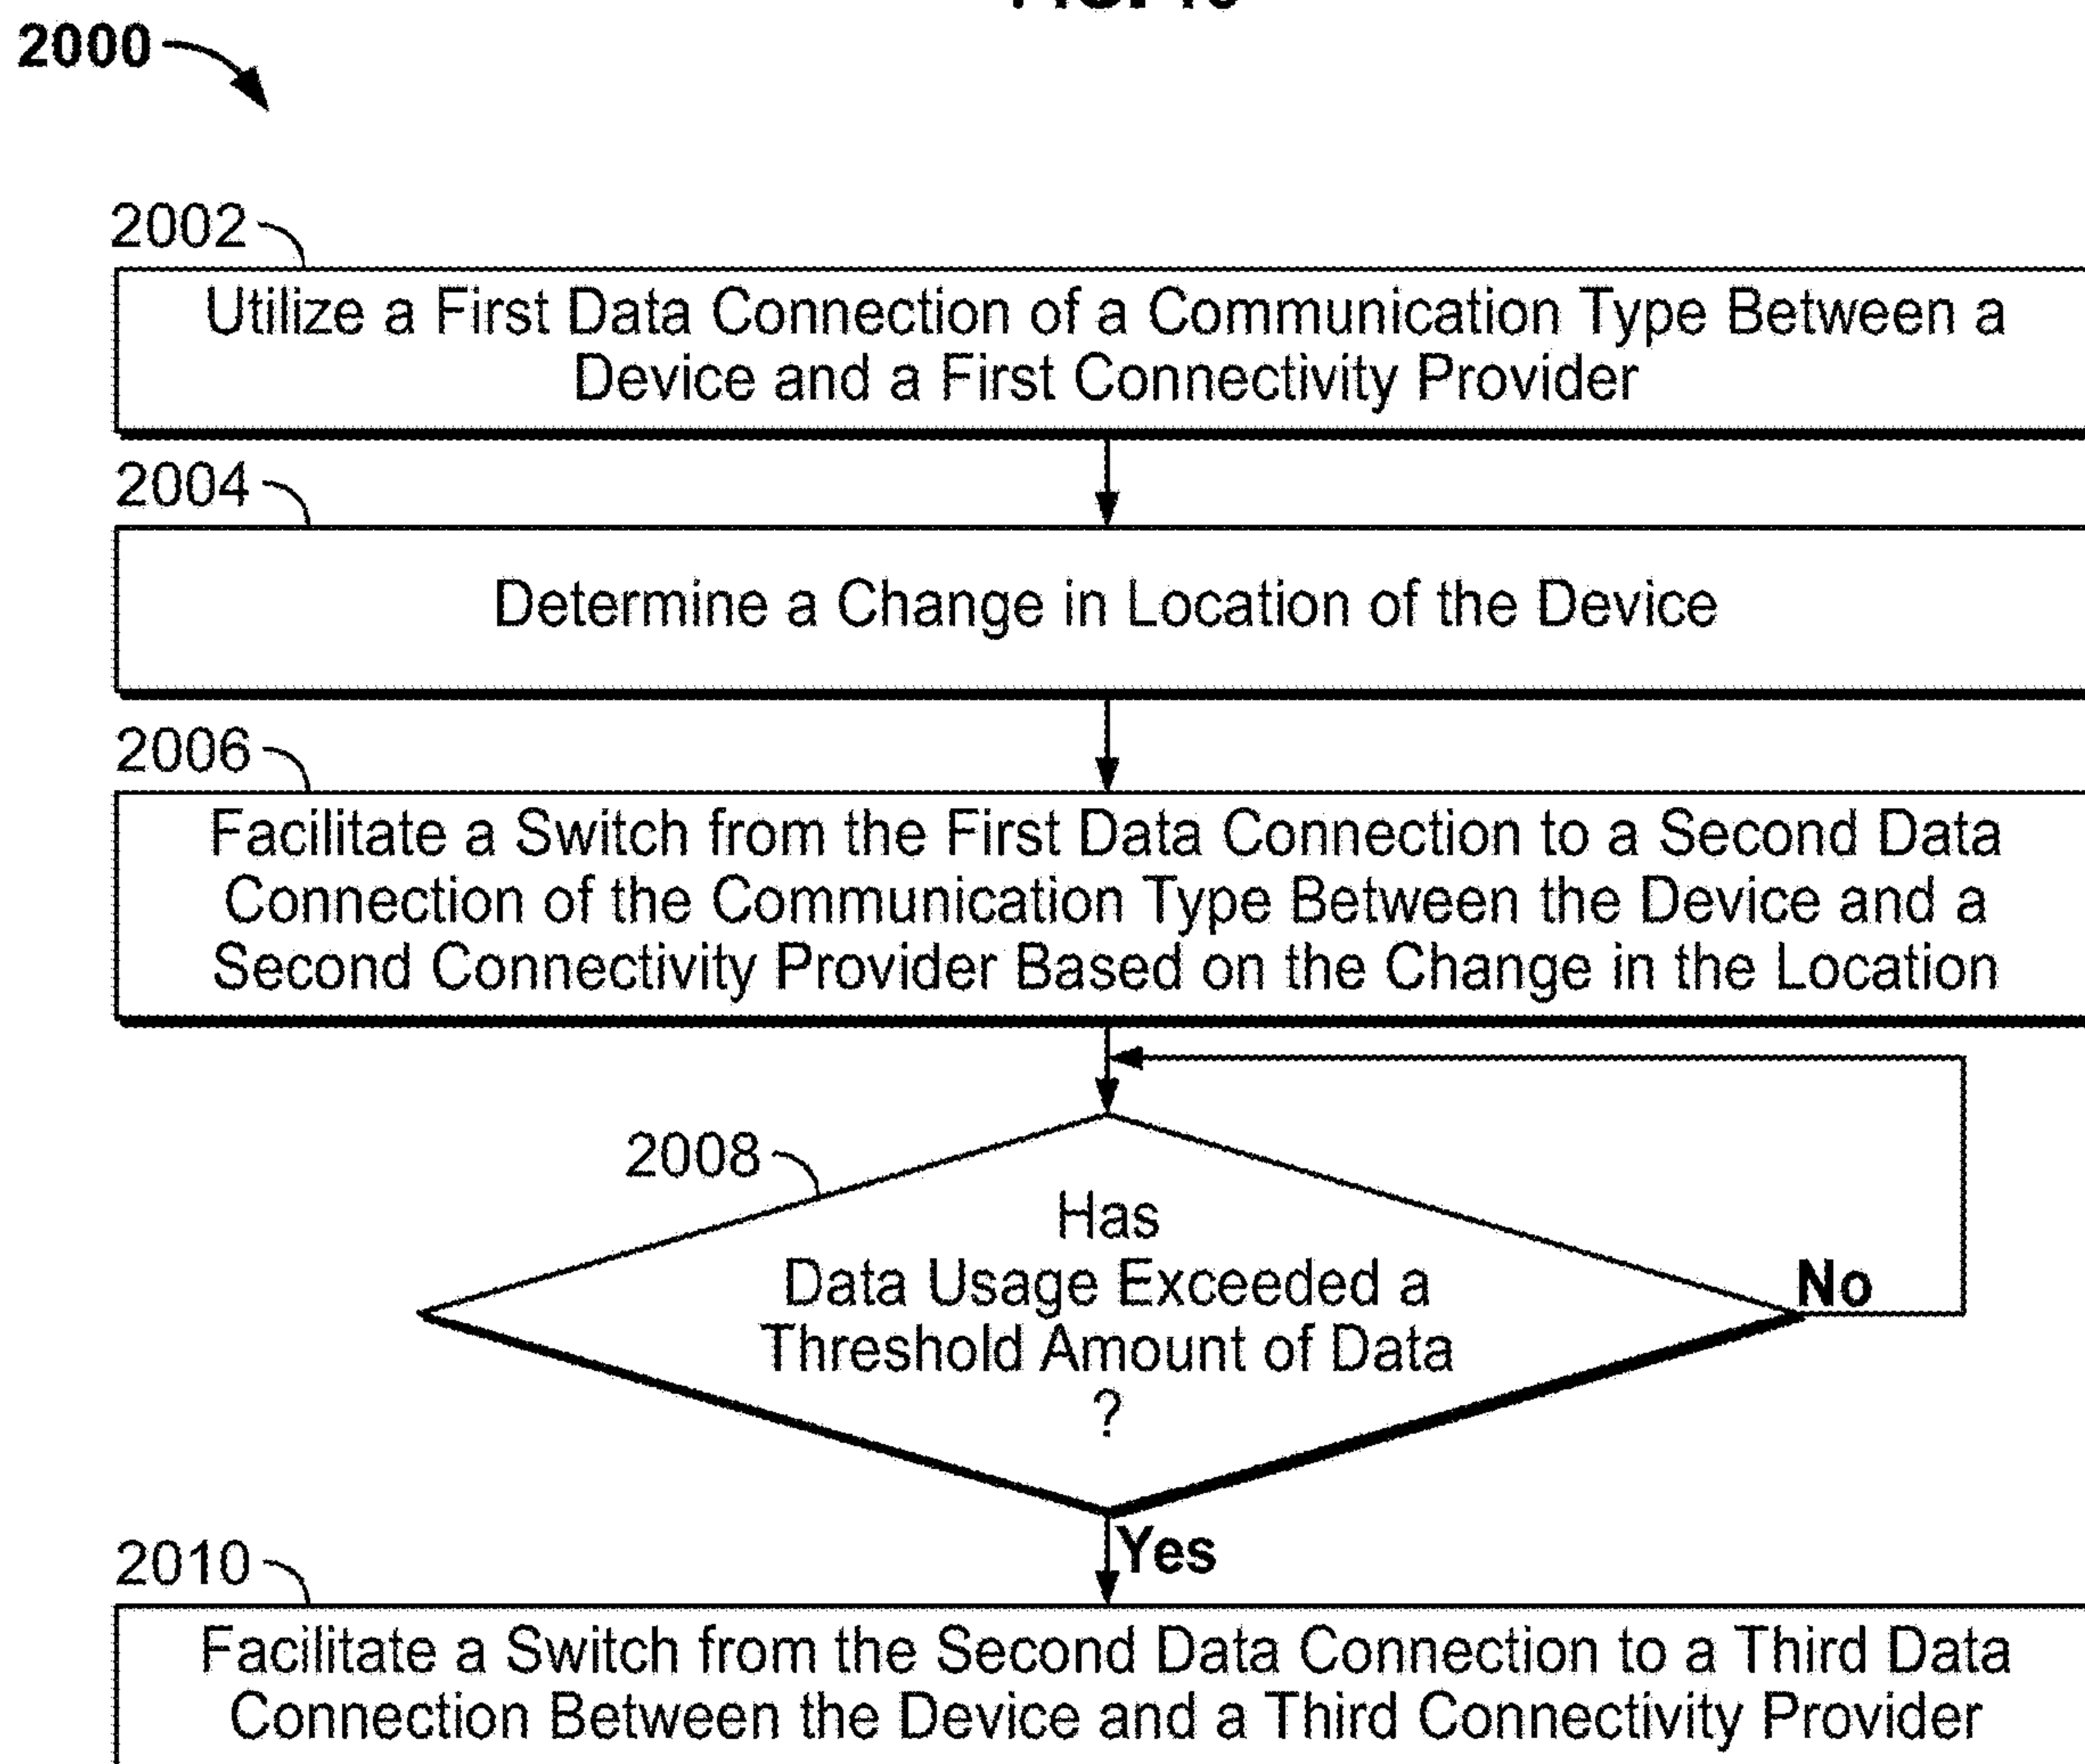 2000
2002
Utilize a First Data Connection of a Communication Type Between a
Device and a First Connectivity Provider
2004
Determine a Change in Location of the Device
2006
Facilitate a Switch from the First Data Connection to a Second Data
Connection of the Communication Type Between the Device and a
Second Connectivity Provider Based on the Change in the Location
2008
Has
Data Usage Exceeded a
Threshold Amount of Data
?
No
Yes
2010
Facilitate a Switch from the Second Data Connection to a Third Data
Connection Between the Device and a Third Connectivity Provider